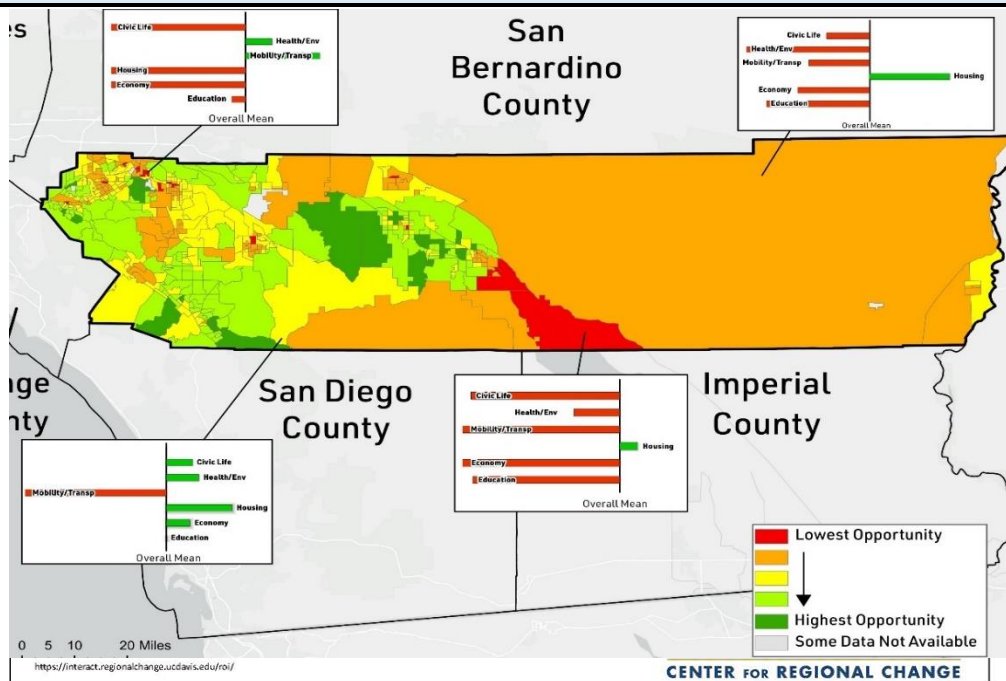 es
Civic Life
Health/Env
Mobility/Transp
Housing
Economy
Education
Overall Mean
San
Bernardino
County
Civic Life
Health/Env
Mobility/Transp
Housing
Economy
Education
Overall Mean
nge
nty
San Diego
County
Imperial
County
Civic Life
Health/Env
Mobility/Transp
Housing
Economy
Education
Overall Mean
Civic Life
Health/Env
Mobility/Transp
Housing
Economy
Education
Overall Mean
Lowest Opportunity
Highest Opportunity
Some Data Not Available
0 5 10 20 Miles
https://interact.regionalchange.ucdavis.edu/roi/
CENTER FOR REGIONAL CHANGE